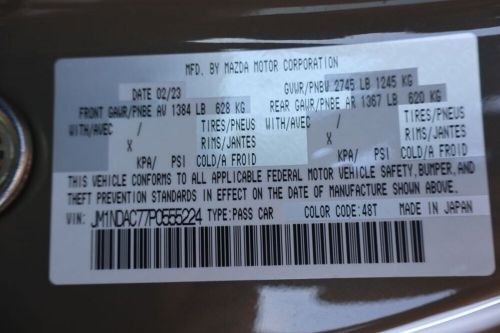 MFD. BY MAZDA MOTOR CORPORATION
DATE 02/23
GVWR/PNBV 2745 LB 1245 KG
FRONT GAWR/PNBE AV 1384 LB 628 KG
REAR GAWR/PNBE AR 1367 LB 620 KG
WITH/AVEC / TIRES/PNEUS WITH/AVEC / TIRES/PNEUS
X RIMS/JANTES X RIMS/JANTES
KPA/ PSI COLD/A FROID KPA/ PSI COLD/A FROID
THIS VEHICLE CONFORMS TO ALL APPLICABLE FEDERAL MOTOR VEHICLE SAFETY,BUMPER,AND
THEFT PREVENTION STANDARDS IN EFFECT ON THE DATE OF MANUFACTURE SHOWN ABOVE.
VIN: JM1NDAC77P0555224 TYPE:PASS CAR COLOR CODE:48T MADE IN JAPAN